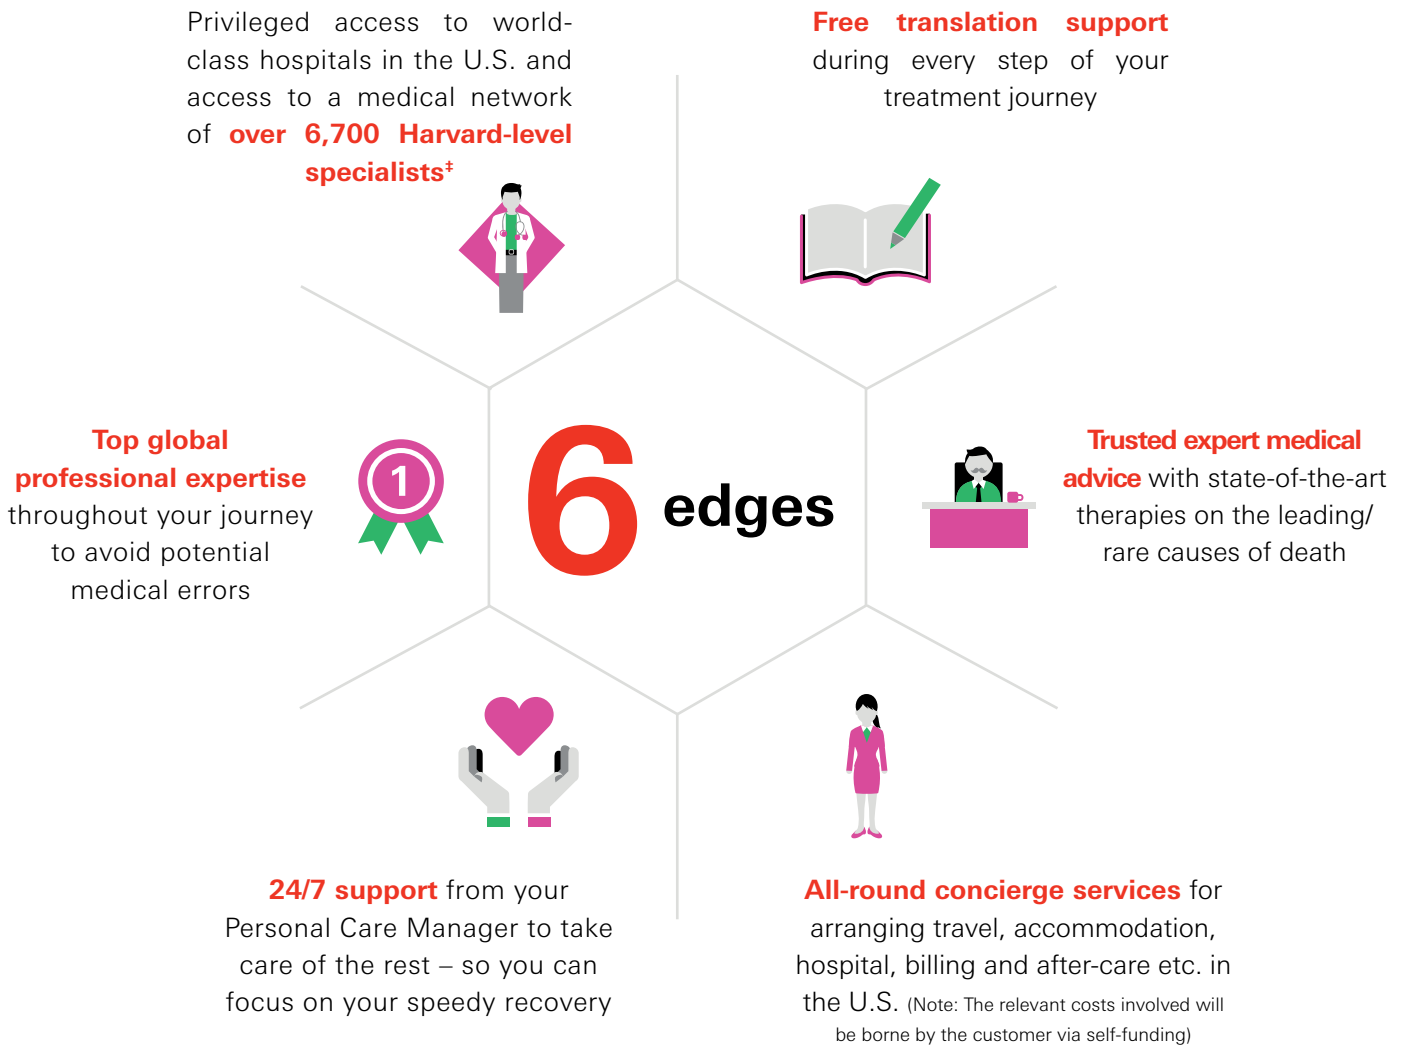 Privileged access to world-
class hospitals in the U.S. and
access to a medical network
of over 6,700 Harvard-level
specialists‡
Free translation support
during every step of your
treatment journey
Top global
professional expertise
throughout your journey
to avoid potential
medical errors
1
6 edges
Trusted expert medical
advice with state-of-the-art
therapies on the leading/
rare causes of death
24/7 support from your
Personal Care Manager to take
care of the rest – so you can
focus on your speedy recovery
All-round concierge services for
arranging travel, accommodation,
hospital, billing and after-care etc. in
the U.S. (Note: The relevant costs involved will
be borne by the customer via self-funding)